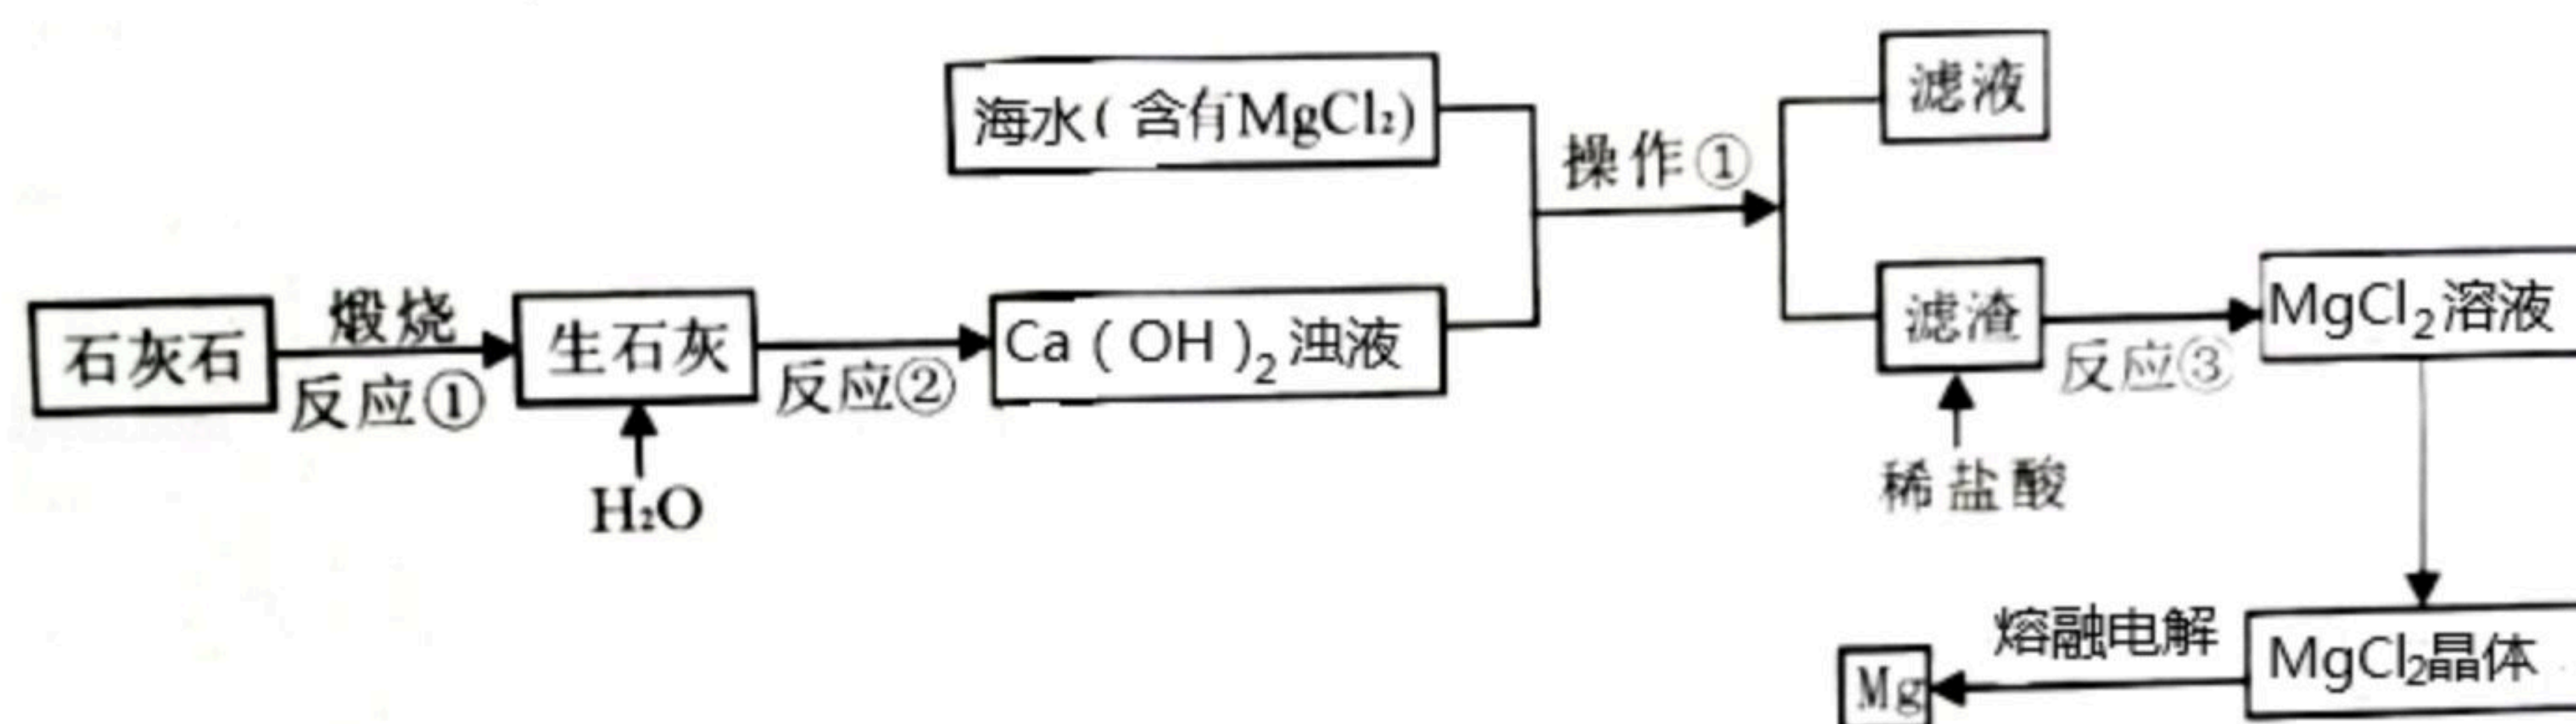 滤液
海水(含有MgCl₂)
操作①
石灰石
煅烧
反应①
生石灰
反应②
Ca(OH)₂浊液
滤渣
反应③
MgCl₂溶液
H₂O
稀盐酸
熔融电解
MgCl₂晶体
Mg